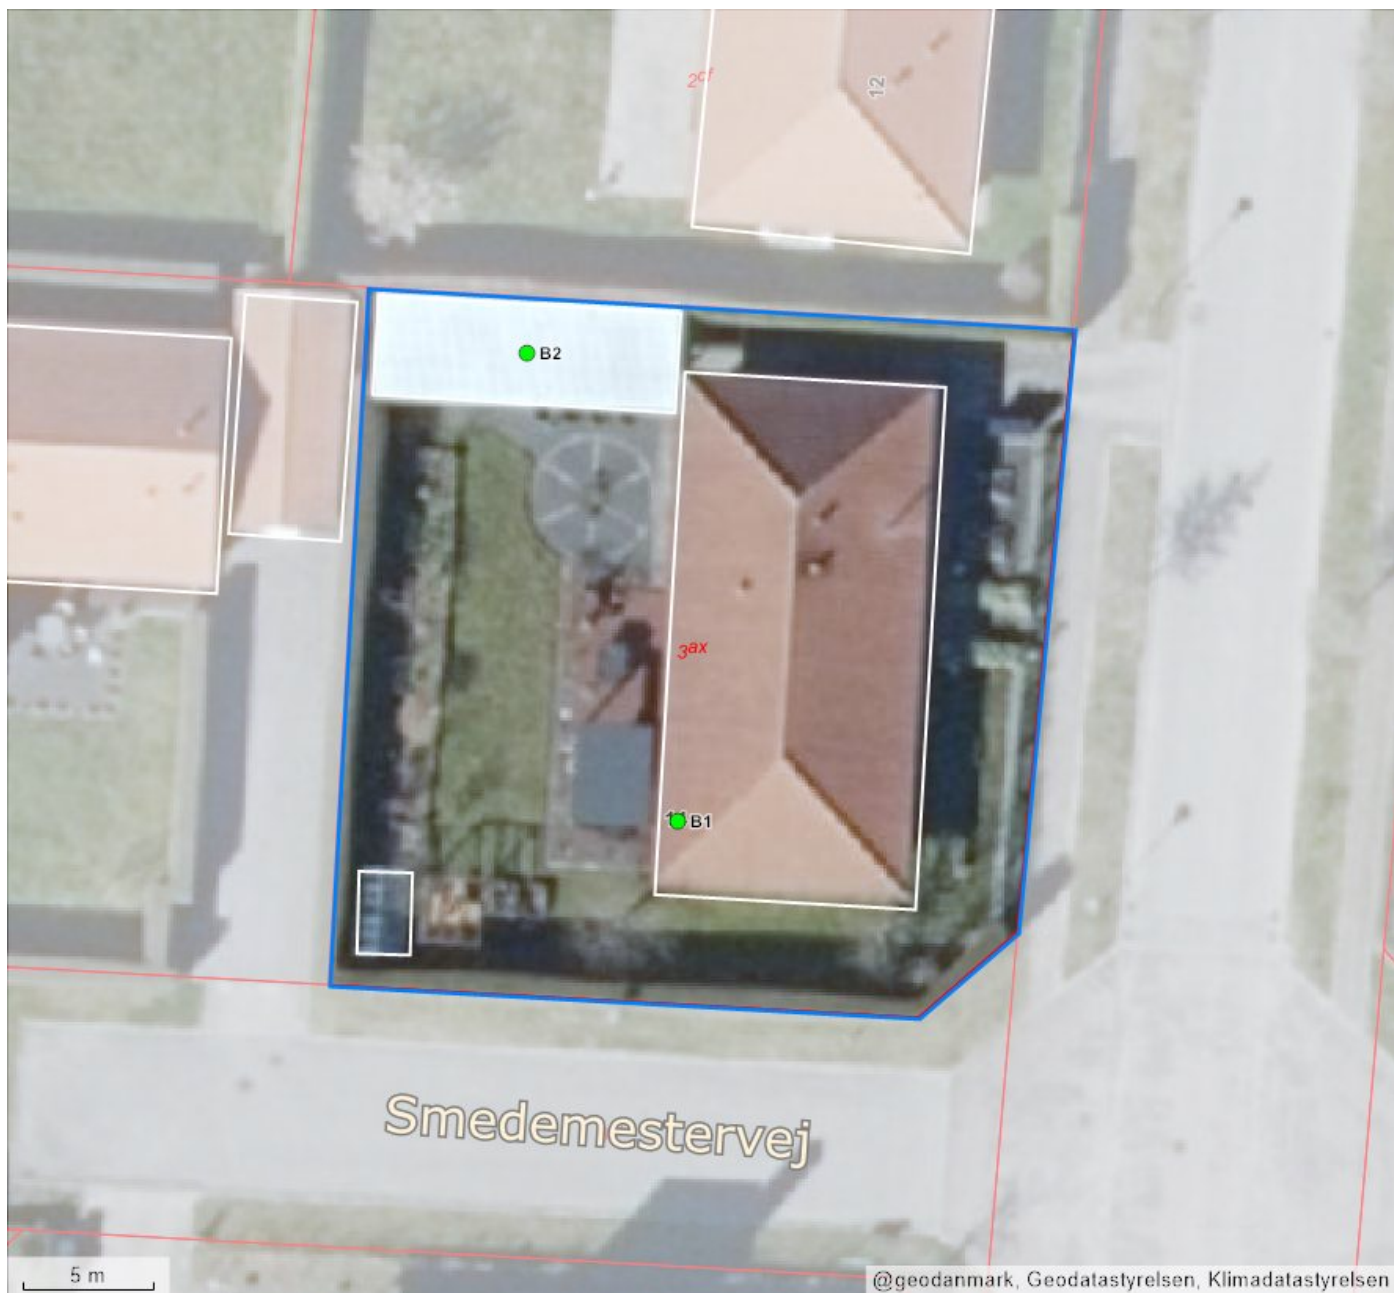 2cf
12
B2
3ax
B1
Smedemestervej
5 m
@geodanmark, Geodatastyrelsen, Klimadatastyrelsen